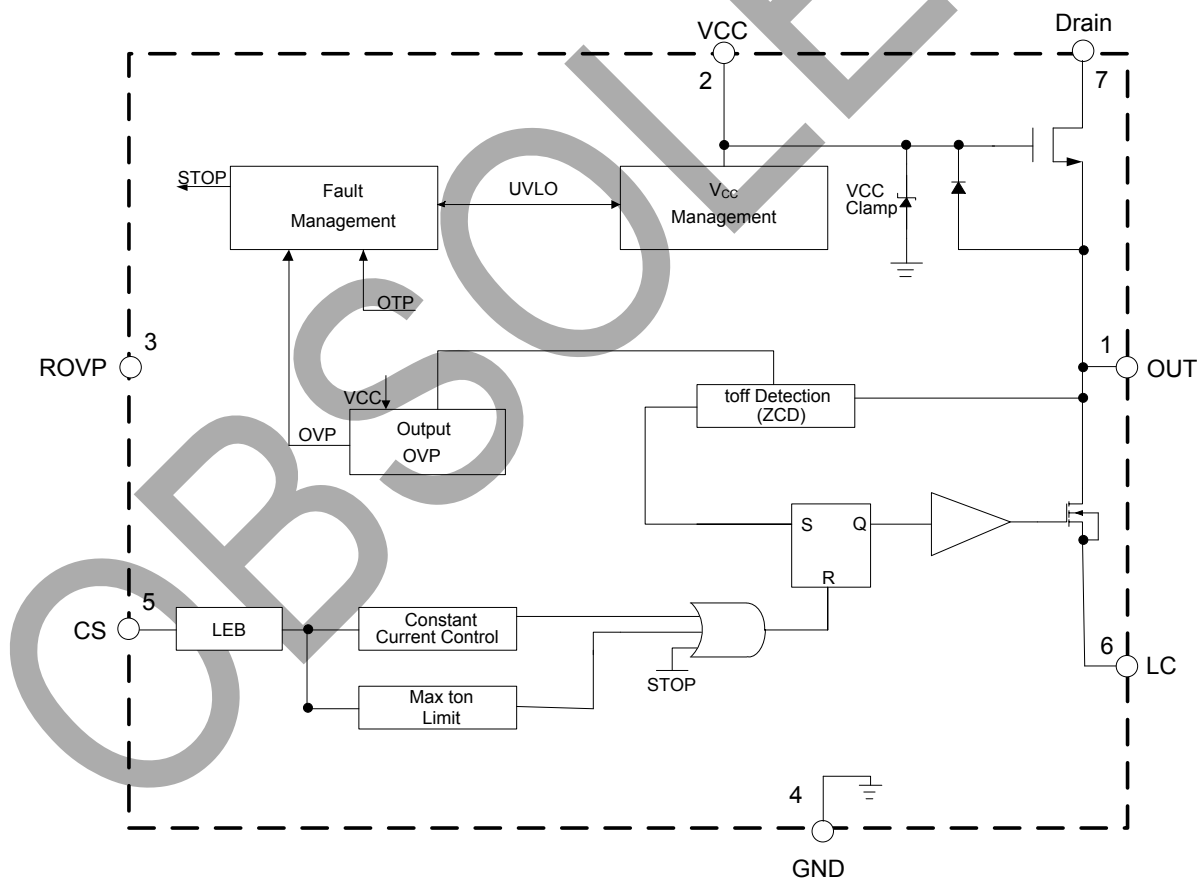 VCC
Drain
2
7
STOP
Fault
Management
UVLO
VCC
Management
VCC
Clamp
OTP
3
ROVP
1
OUT
VCC
toff Detection
(ZCD)
OVP
Output
OVP
S
Q
R
5
CS
LEB
Constant
Current Control
6
LC
STOP
Max ton
Limit
4
GND
OBSOLE